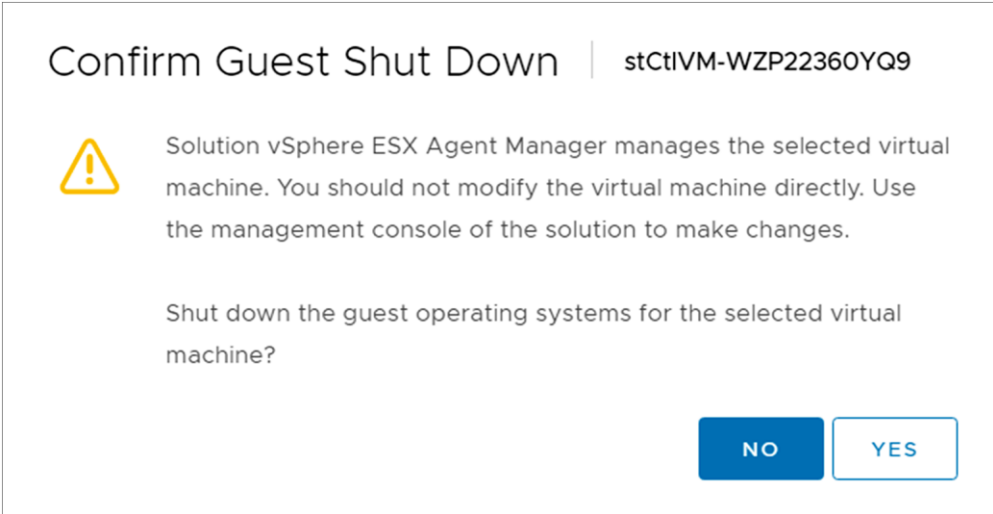 Confirm Guest Shut Down
stCtlVM-WZP22360YQ9
Solution vSphere ESX Agent Manager manages the selected virtual
machine. You should not modify the virtual machine directly. Use
the management console of the solution to make changes.
Shut down the guest operating systems for the selected virtual
machine?
NO
YES